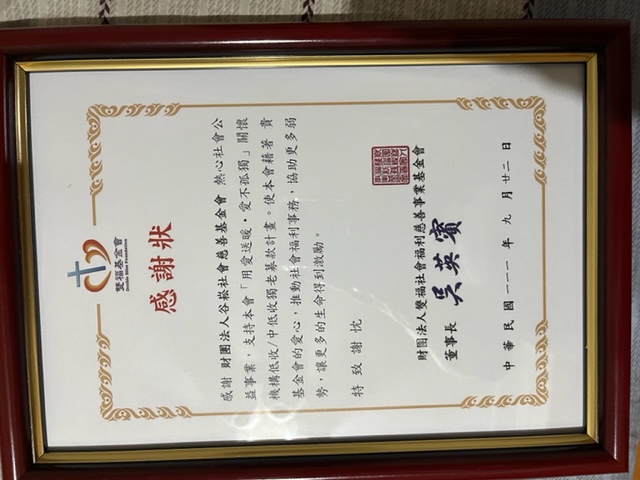 雙福基金會
Double Bliss Foundation
感謝狀
感謝 財團法人谷崧社會慈善基金會 熱心社會公
益事業，支持本會「用愛送暖，愛不孤獨」關懷
機構低收/中低收獨老募款計畫。使本會藉著 貴
基金會的愛心，推動社會福利事務，協助更多弱
勢，讓更多的生命得到激勵。
特致謝忱
財團法人雙福社會福利慈善事業基金會
董事長 吳英賓
中華民國一一一年九月廿二日